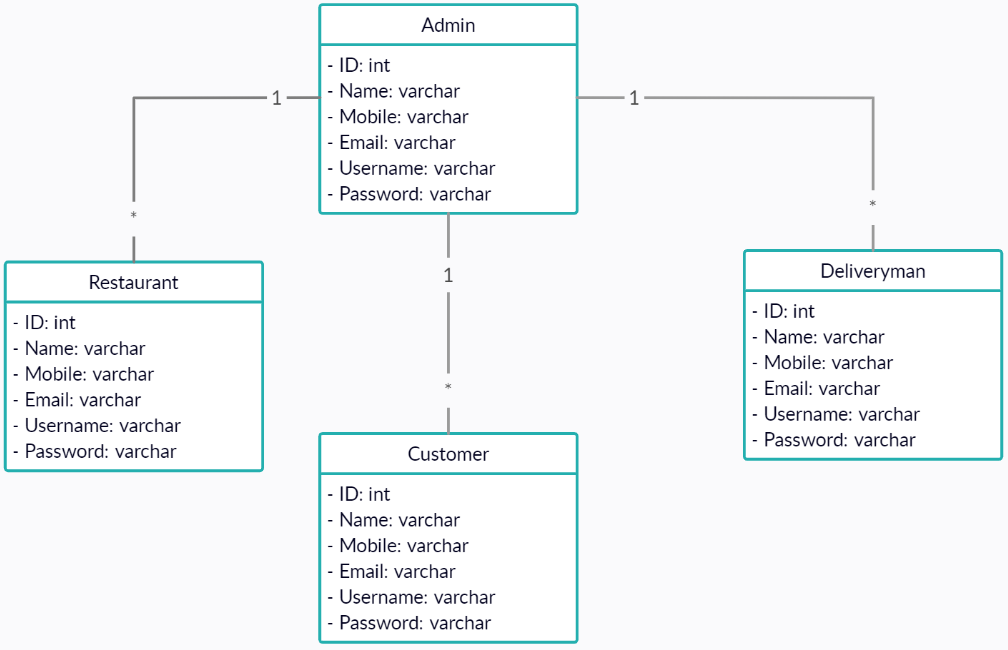 Admin
- ID: int
- Name: varchar
- Mobile: varchar
- Email: varchar
- Username: varchar
- Password: varchar
1
1
*
*
1
*
Restaurant
- ID: int
- Name: varchar
- Mobile: varchar
- Email: varchar
- Username: varchar
- Password: varchar
Deliveryman
- ID: int
- Name: varchar
- Mobile: varchar
- Email: varchar
- Username: varchar
- Password: varchar
Customer
- ID: int
- Name: varchar
- Mobile: varchar
- Email: varchar
- Username: varchar
- Password: varchar